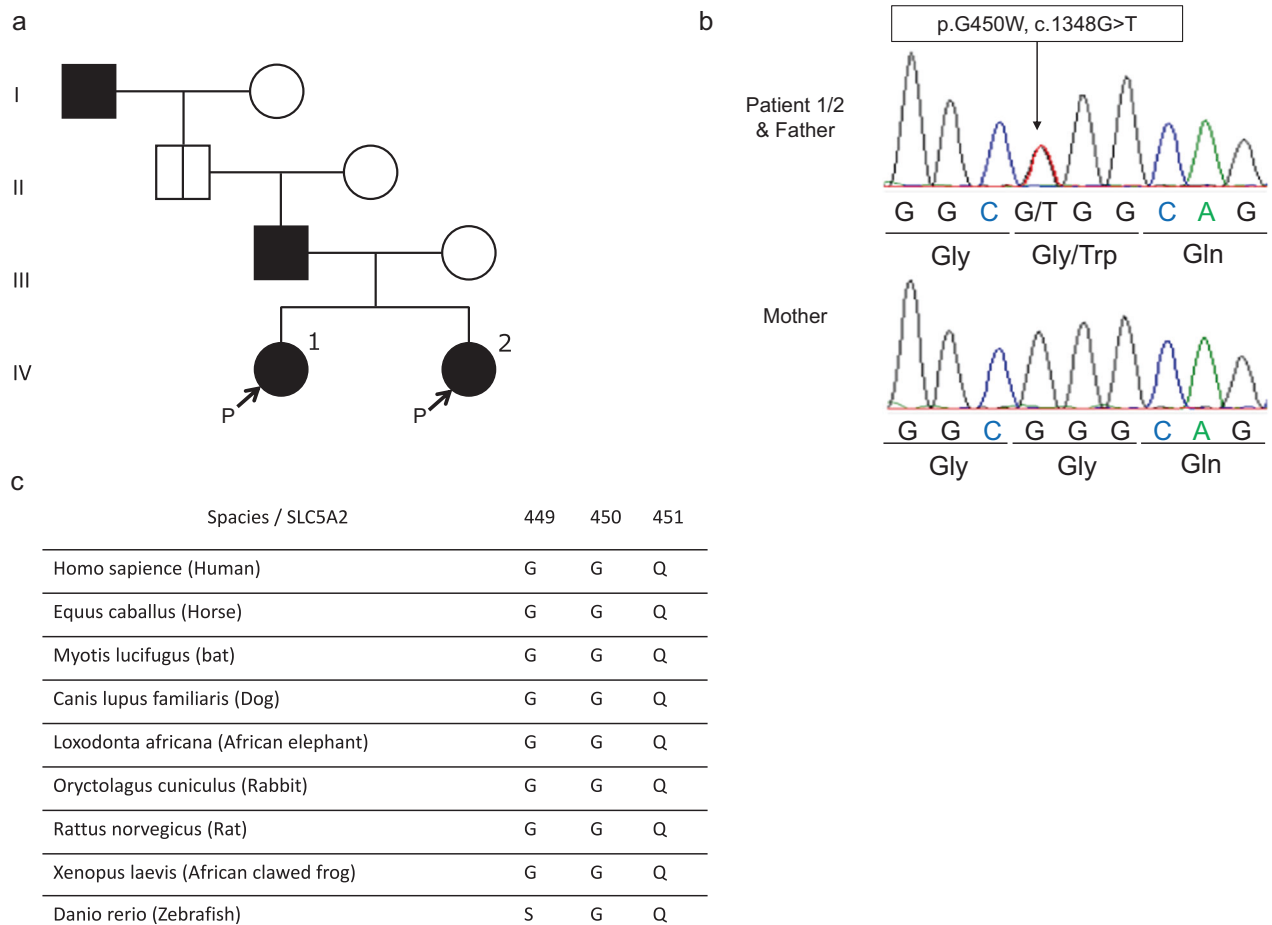 a
I
II
III
IV
1
2
P
P
b
p.G450W, c.1348G>T
Patient 1/2
& Father
G G C G/T G G C A G
Gly Gly/Trp Gln
Mother
G G C G G G C A G
Gly Gly Gln
c
Spacies / SLC5A2 449 450 451
Homo sapience (Human) G G Q
Equus caballus (Horse) G G Q
Myotis lucifugus (bat) G G Q
Canis lupus familiaris (Dog) G G Q
Loxodonta africana (African elephant) G G Q
Oryctolagus cuniculus (Rabbit) G G Q
Rattus norvegicus (Rat) G G Q
Xenopus laevis (African clawed frog) G G Q
Danio rerio (Zebrafish) S G Q